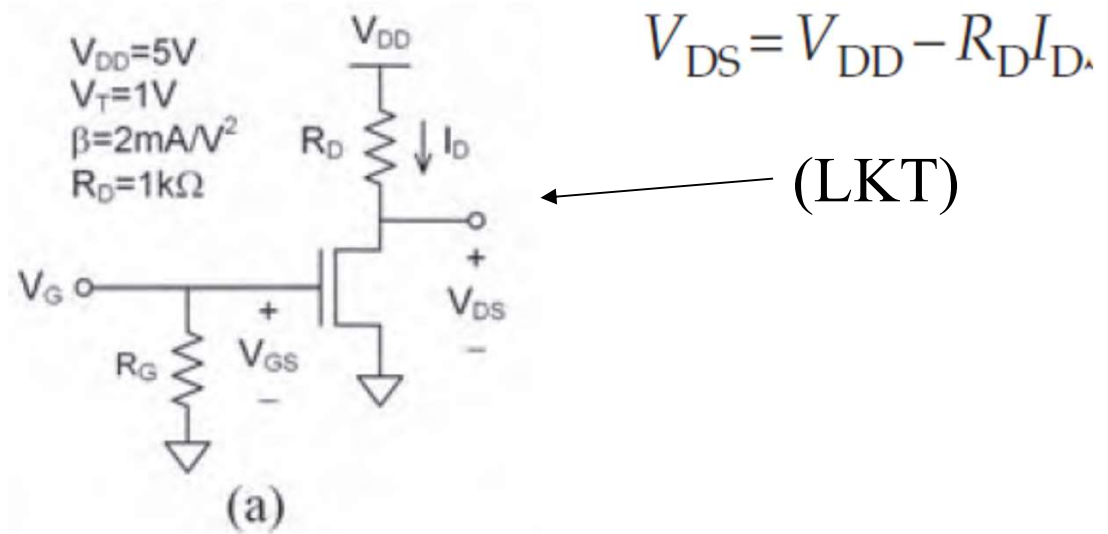 V_DD=5V
V_T=1V
β=2mA/V²
R_D=1kΩ
V_DD
R_D
I_D
V_G
R_G
+
V_GS
−
+
V_DS
−
(a)
V_DS = V_DD − R_D I_D.
(LKT)